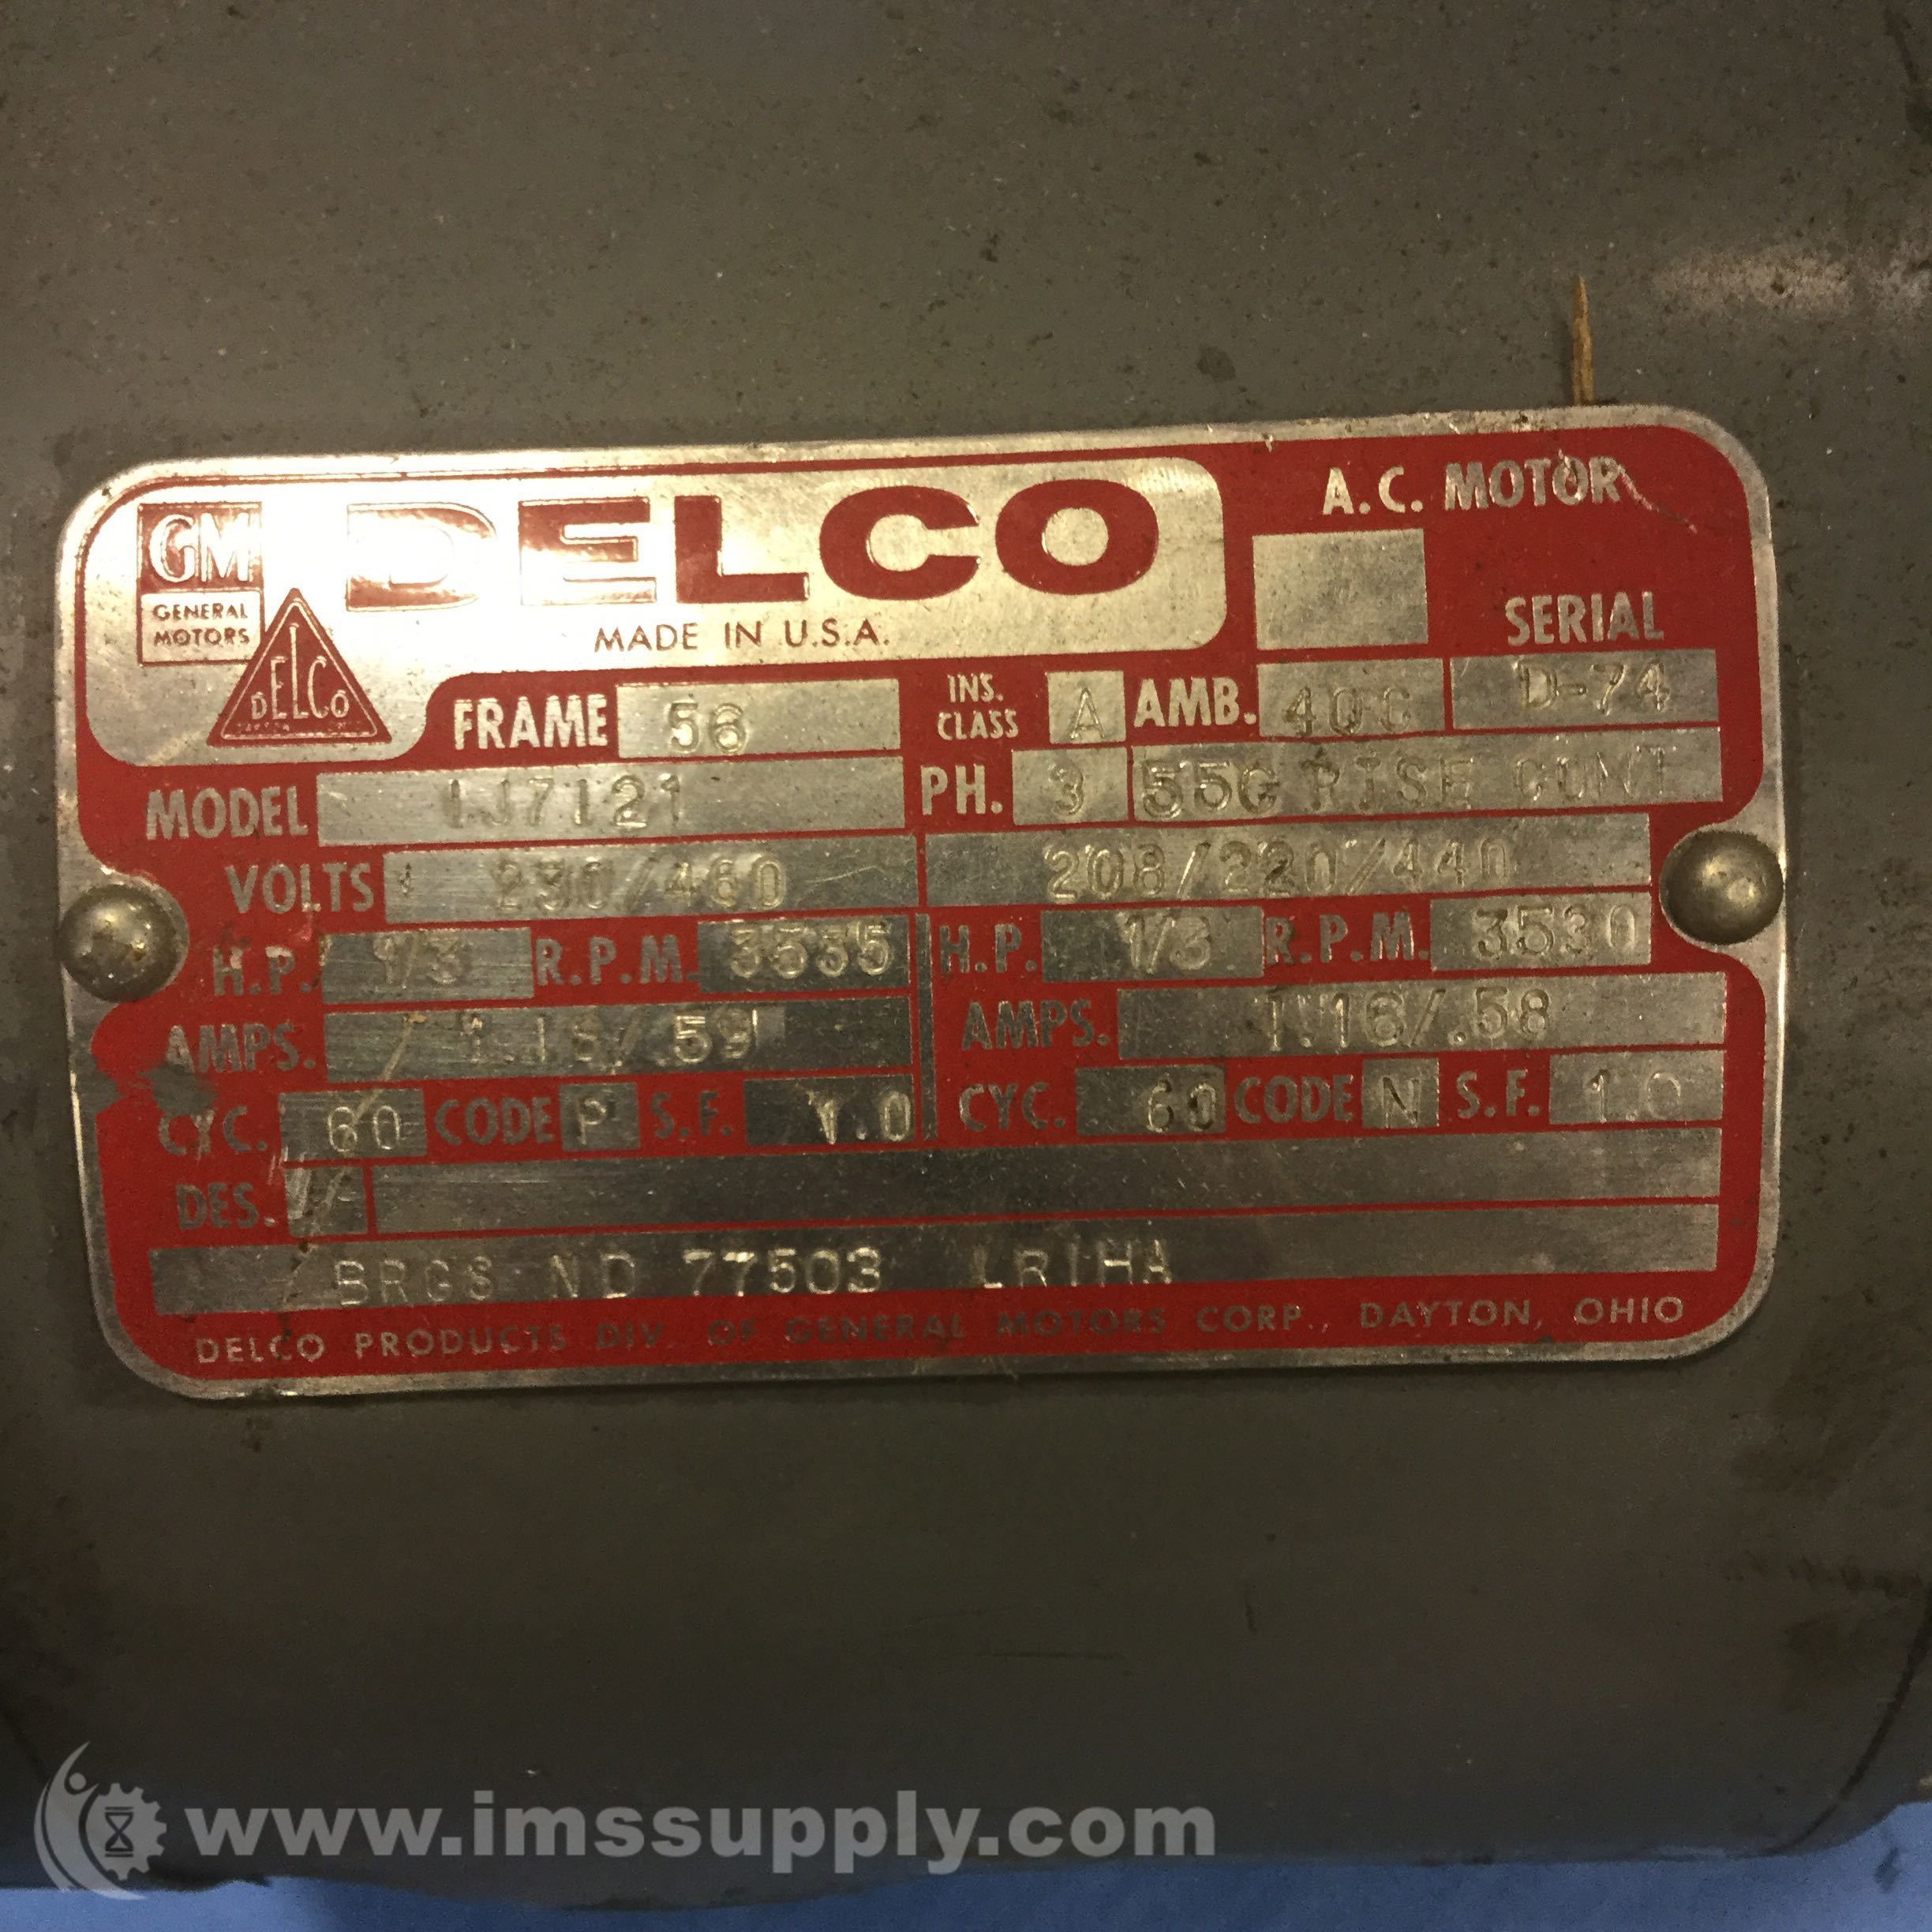 GM
GENERAL
MOTORS
DELCO
DELCO
MADE IN U.S.A.
A.C. MOTOR
SERIAL
FRAME 56 INS. CLASS A AMB. 40C D-74
MODEL 1J7121 PH. 3 55C RISE CONT
VOLTS 230/460 208/220/440
H.P. 1/3 R.P.M. 3535 H.P. 1/3 R.P.M. 3530
AMPS. 1.18/.59 AMPS. 1.16/.58
CYC. 60 CODE P S.F. 1.0 CYC. 60 CODE N S.F. 1.0
DES.
BRGS ND 77503 LRIHA
DELCO PRODUCTS DIV. OF GENERAL MOTORS CORP., DAYTON, OHIO
www.imssupply.com